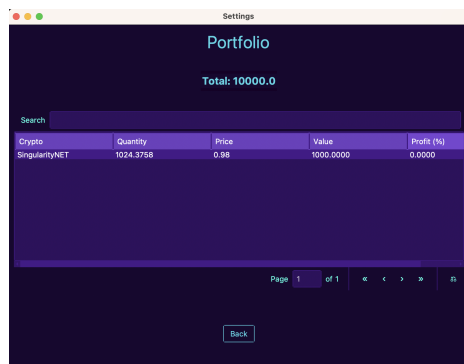 Settings
Portfolio
Total: 10000.0
Search
Crypto Quantity Price Value Profit (%)
SingularityNET 1024.3758 0.98 1000.0000 0.0000
Page 1 of 1 « ‹ › »
Back